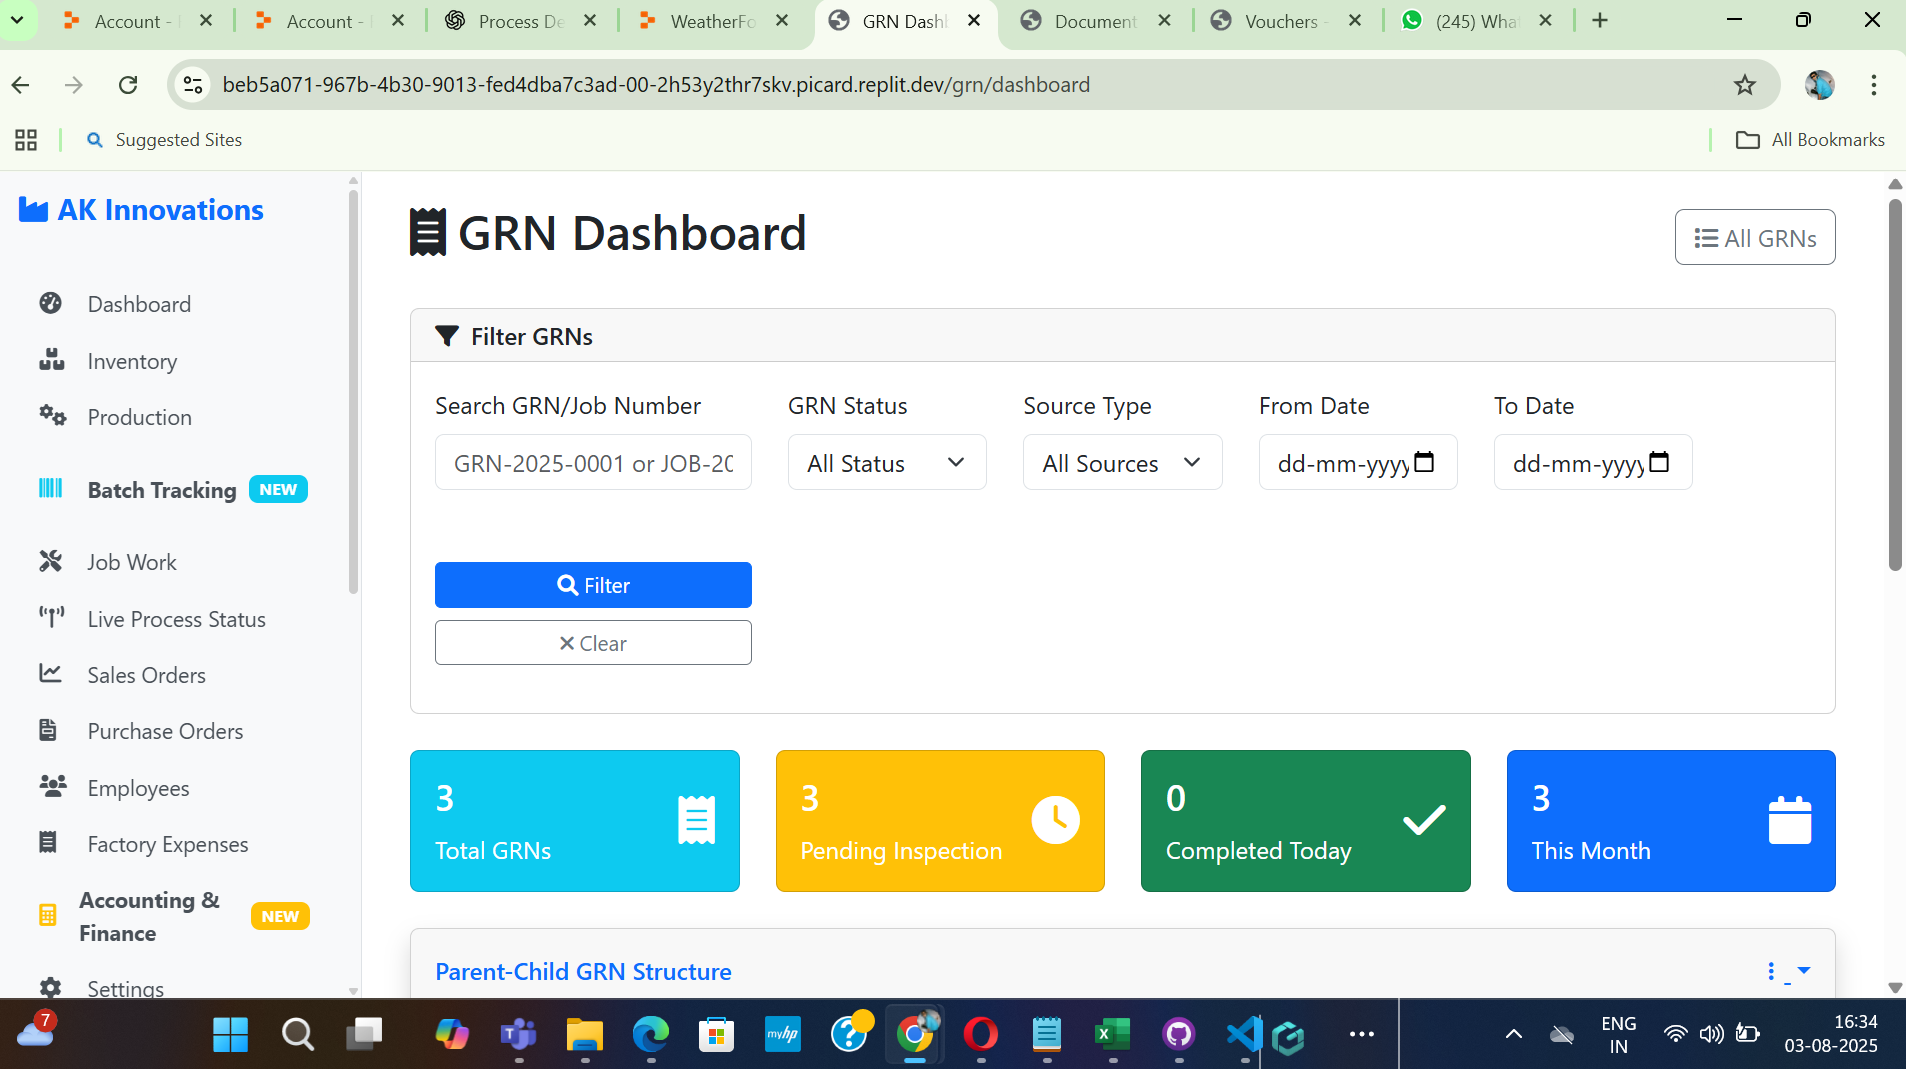 Account -
Account -
Process De
WeatherFo
GRN Dash
Document
Vouchers -
(245) Wha
beb5a071-967b-4b30-9013-fed4dba7c3ad-00-2h53y2thr7skv.picard.replit.dev/grn/dashboard
Suggested Sites
All Bookmarks
AK Innovations
Dashboard
Inventory
Production
Batch Tracking NEW
Job Work
Live Process Status
Sales Orders
Purchase Orders
Employees
Factory Expenses
Accounting &
Finance
NEW
Settings
GRN Dashboard
All GRNs
Filter GRNs
Search GRN/Job Number
GRN Status
Source Type
From Date
To Date
GRN-2025-0001 or JOB-20
All Status
All Sources
dd-mm-yyyy
dd-mm-yyyy
Filter
Clear
3
Total GRNs
3
Pending Inspection
0
Completed Today
3
This Month
Parent-Child GRN Structure
7
myhp
ENG
IN
16:34
03-08-2025